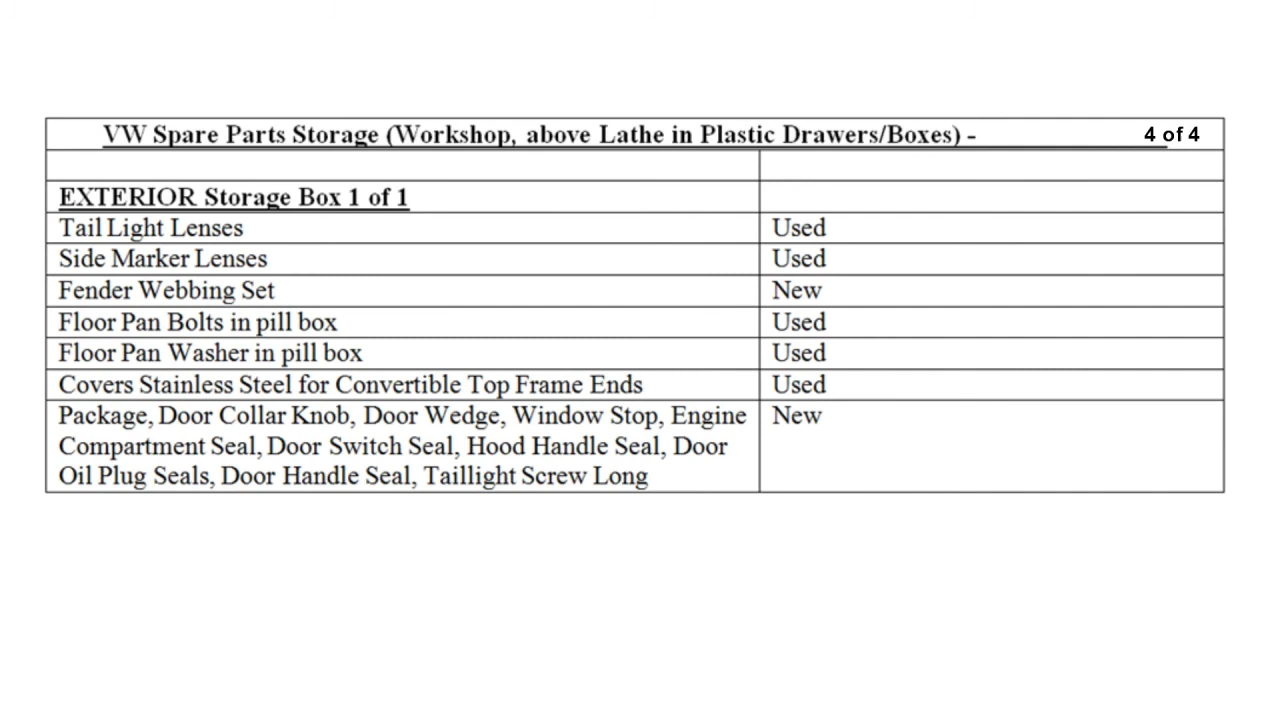 VW Spare Parts Storage (Workshop, above Lathe in Plastic Drawers/Boxes) - 4 of 4
EXTERIOR Storage Box 1 of 1
Tail Light Lenses Used
Side Marker Lenses Used
Fender Webbing Set New
Floor Pan Bolts in pill box Used
Floor Pan Washer in pill box Used
Covers Stainless Steel for Convertible Top Frame Ends Used
Package, Door Collar Knob, Door Wedge, Window Stop, Engine New
Compartment Seal, Door Switch Seal, Hood Handle Seal, Door
Oil Plug Seals, Door Handle Seal, Taillight Screw Long